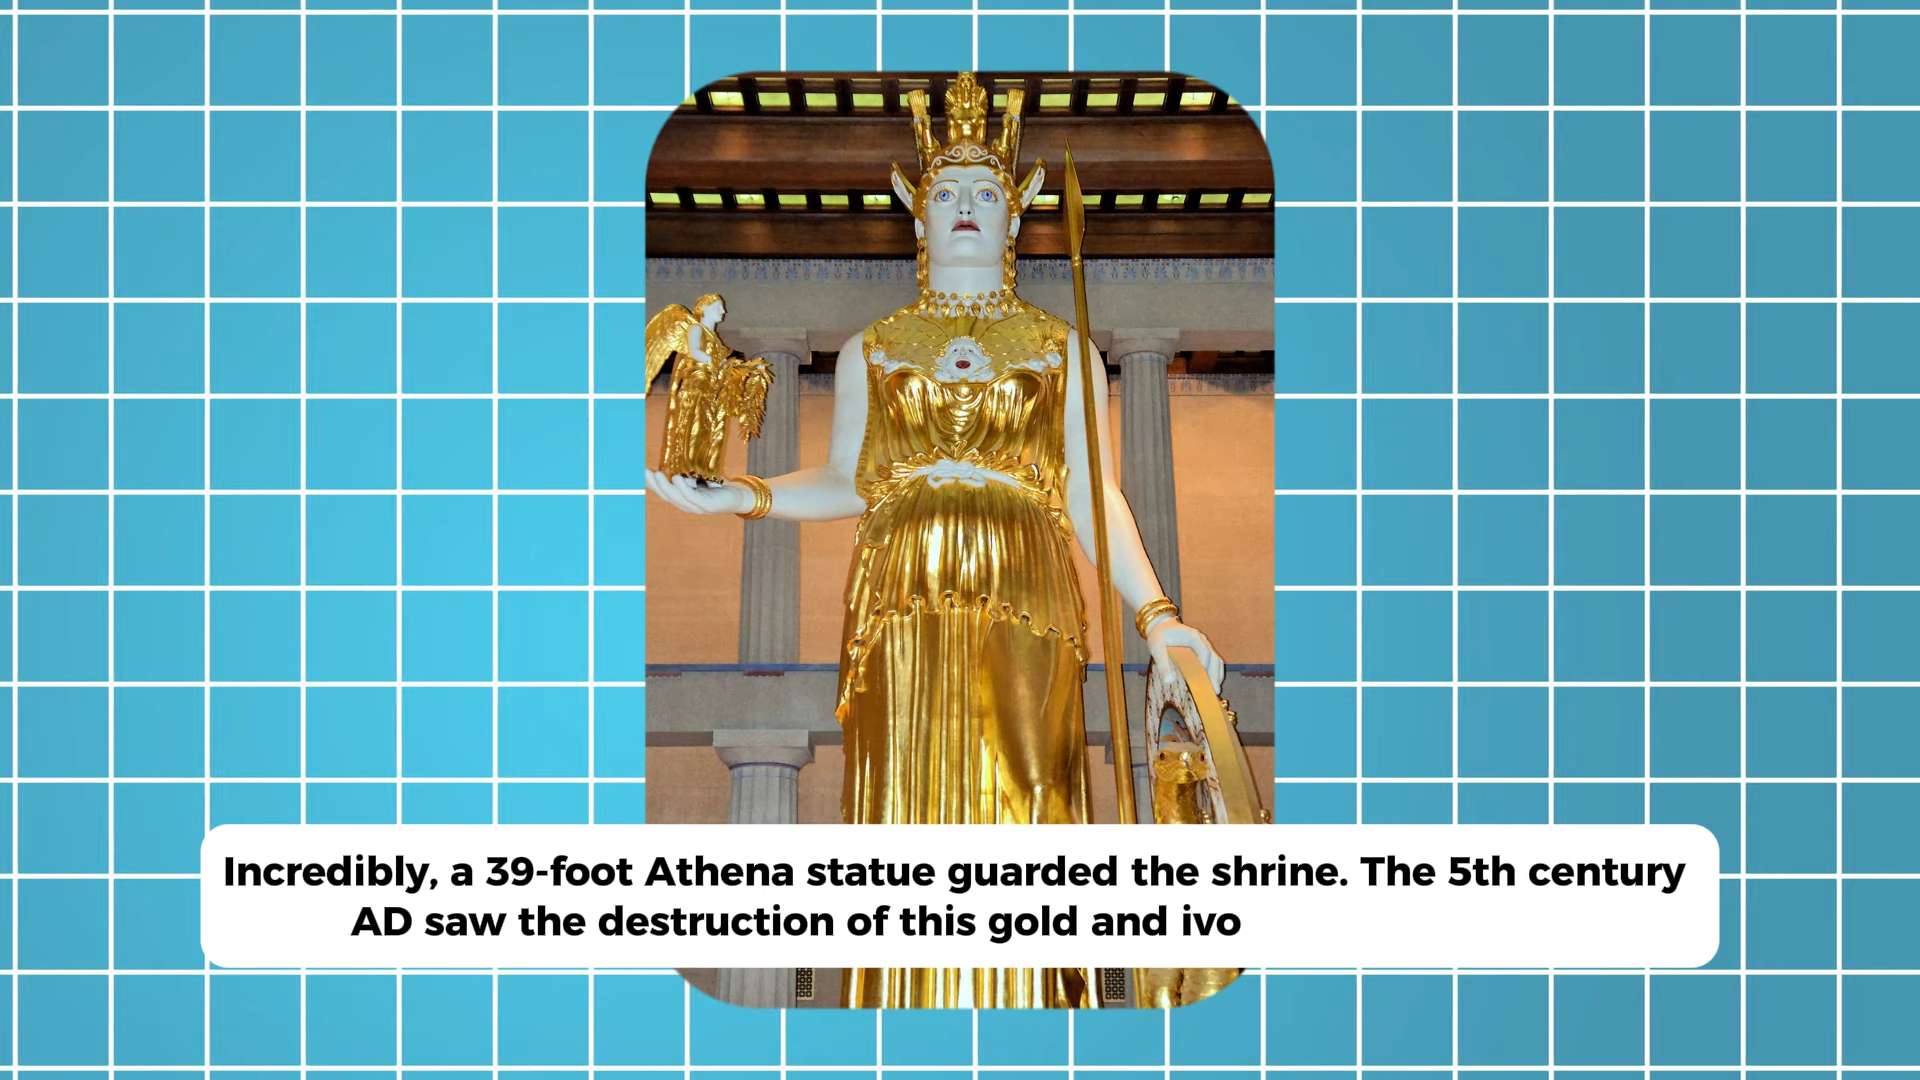 Incredibly, a 39-foot Athena statue guarded the shrine. The 5th century
AD saw the destruction of this gold and ivo